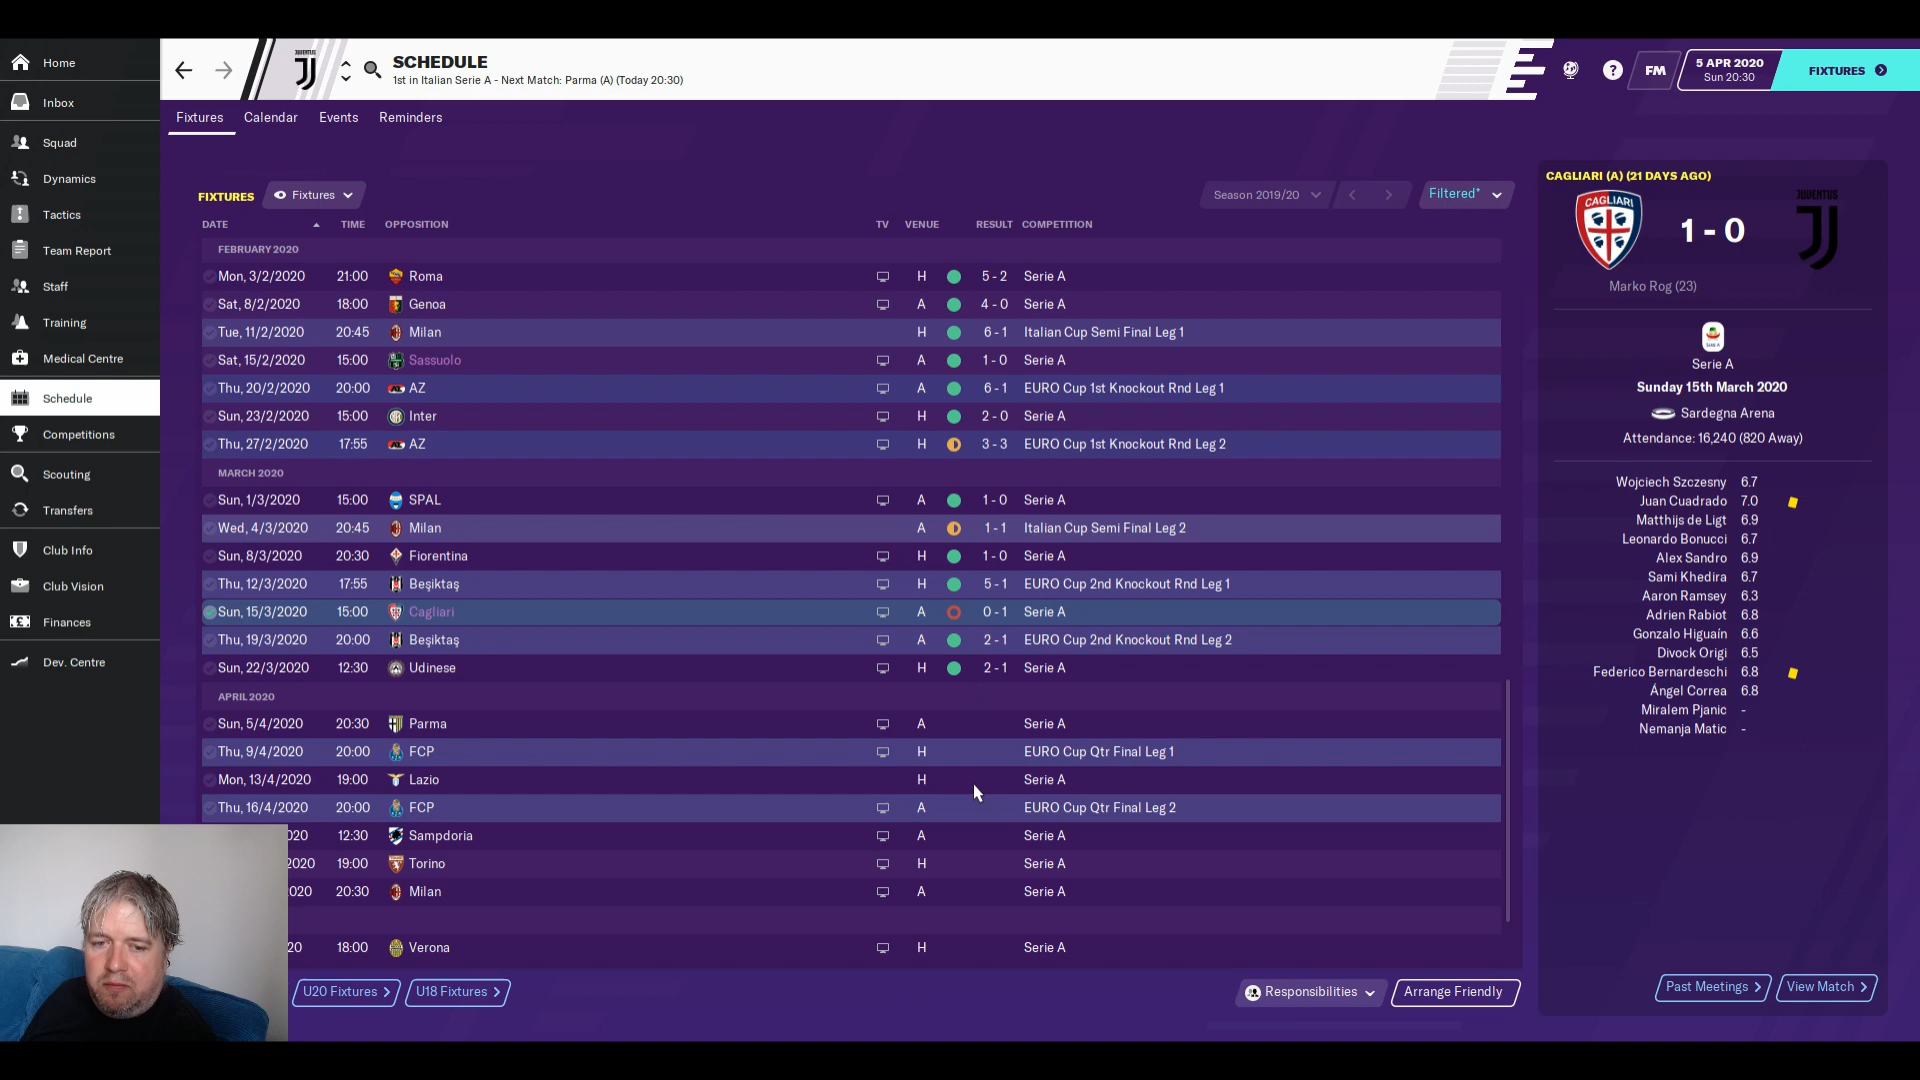 Home
Inbox
Squad
Dynamics
Tactics
Team Report
Staff
Training
Medical Centre
Schedule
Competitions
Scouting
Transfers
Club Info
Club Vision
Finances
Dev. Centre
JUVENTUS
SCHEDULE
1st in Italian Serie A - Next Match: Parma (A) (Today 20:30)
? FM 5 APR 2020
Sun 20:30
FIXTURES
Fixtures Calendar Events Reminders
FIXTURES Fixtures Season 2019/20 Filtered*
DATE TIME OPPOSITION TV VENUE RESULT COMPETITION
FEBRUARY 2020
Mon, 3/2/2020 21:00 Roma H 5 - 2 Serie A
Sat, 8/2/2020 18:00 Genoa A 4 - 0 Serie A
Tue, 11/2/2020 20:45 Milan H 6 - 1 Italian Cup Semi Final Leg 1
Sat, 15/2/2020 15:00 Sassuolo A 1 - 0 Serie A
Thu, 20/2/2020 20:00 AZ A 6 - 1 EURO Cup 1st Knockout Rnd Leg 1
Sun, 23/2/2020 15:00 Inter H 2 - 0 Serie A
Thu, 27/2/2020 17:55 AZ H 3 - 3 EURO Cup 1st Knockout Rnd Leg 2
MARCH 2020
Sun, 1/3/2020 15:00 SPAL A 1 - 0 Serie A
Wed, 4/3/2020 20:45 Milan A 1 - 1 Italian Cup Semi Final Leg 2
Sun, 8/3/2020 20:30 Fiorentina H 1 - 0 Serie A
Thu, 12/3/2020 17:55 Beşiktaş H 5 - 1 EURO Cup 2nd Knockout Rnd Leg 1
Sun, 15/3/2020 15:00 Cagliari A 0 - 1 Serie A
Thu, 19/3/2020 20:00 Beşiktaş A 2 - 1 EURO Cup 2nd Knockout Rnd Leg 2
Sun, 22/3/2020 12:30 Udinese H 2 - 1 Serie A
APRIL 2020
Sun, 5/4/2020 20:30 Parma A Serie A
Thu, 9/4/2020 20:00 FCP H EURO Cup Qtr Final Leg 1
Mon, 13/4/2020 19:00 Lazio H Serie A
Thu, 16/4/2020 20:00 FCP A EURO Cup Qtr Final Leg 2
020 12:30 Sampdoria A Serie A
2020 19:00 Torino H Serie A
020 20:30 Milan A Serie A
20 18:00 Verona H Serie A
U20 Fixtures U18 Fixtures Responsibilities Arrange Friendly
CAGLIARI (A) (21 DAYS AGO)
CAGLIARI 1 - 0 JUVENTUS
Marko Rog (23)
Serie A
Sunday 15th March 2020
Sardegna Arena
Attendance: 16,240 (820 Away)
Wojciech Szczesny 6.7
Juan Cuadrado 7.0
Matthijs de Ligt 6.9
Leonardo Bonucci 6.7
Alex Sandro 6.9
Sami Khedira 6.7
Aaron Ramsey 6.3
Adrien Rabiot 6.8
Gonzalo Higuaín 6.6
Divock Origi 6.5
Federico Bernardeschi 6.8
Ángel Correa 6.8
Miralem Pjanic -
Nemanja Matic -
Past Meetings View Match